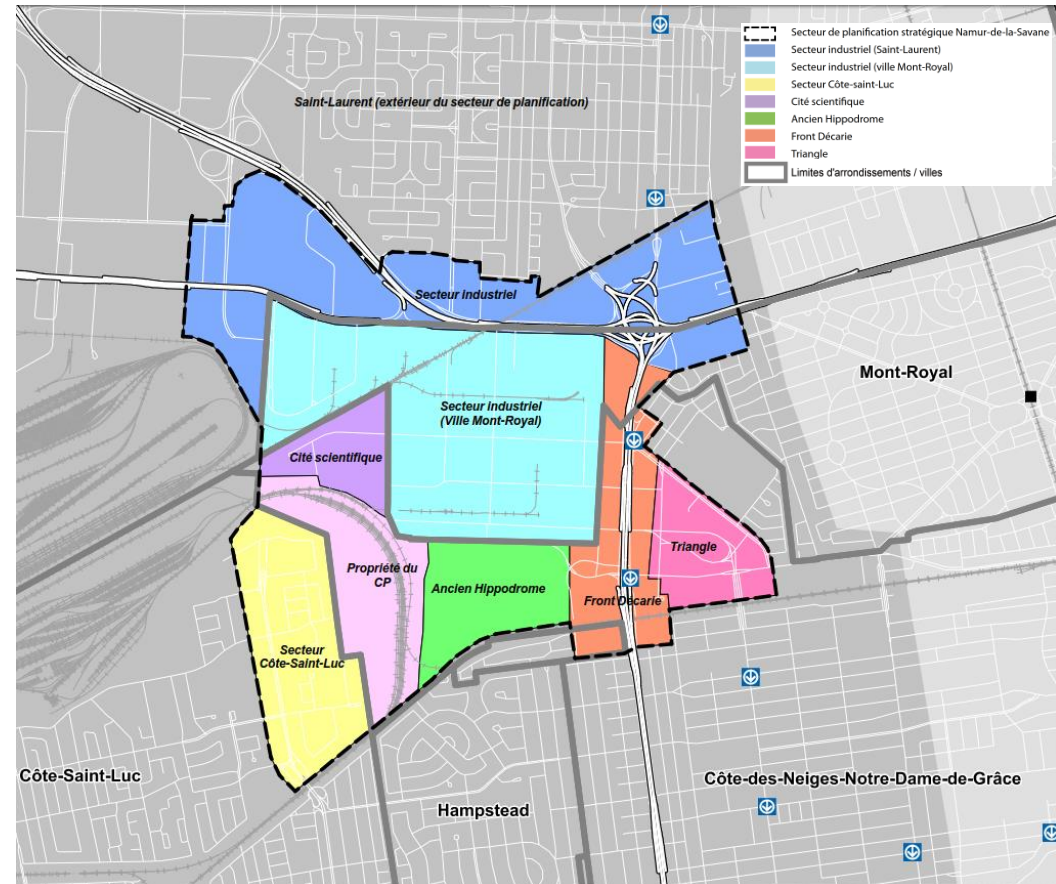 Secteur de planification stratégique Namur-de-la-Savane
Secteur industriel (Saint-Laurent)
Secteur industriel (ville Mont-Royal)
Secteur Côte-saint-Luc
Cité scientifique
Ancien Hippodrome
Front Décarie
Triangle
Limites d'arrondissements / villes
Saint-Laurent (extérieur du secteur de planification)
Secteur industriel
Mont-Royal
Secteur industriel
(Ville Mont-Royal)
Cité scientifique
Triangle
Propriété du
CP
Ancien Hippodrome
Front Décarie
Secteur
Côte-Saint-Luc
Côte-Saint-Luc
Côte-des-Neiges-Notre-Dame-de-Grâce
Hampstead